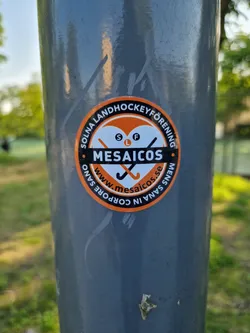 SOLNA LANDHOCKEYFÖRENING
S L F
MESAICOS
www.mesaicos.se
MENS SANA IN CORPORE SANO